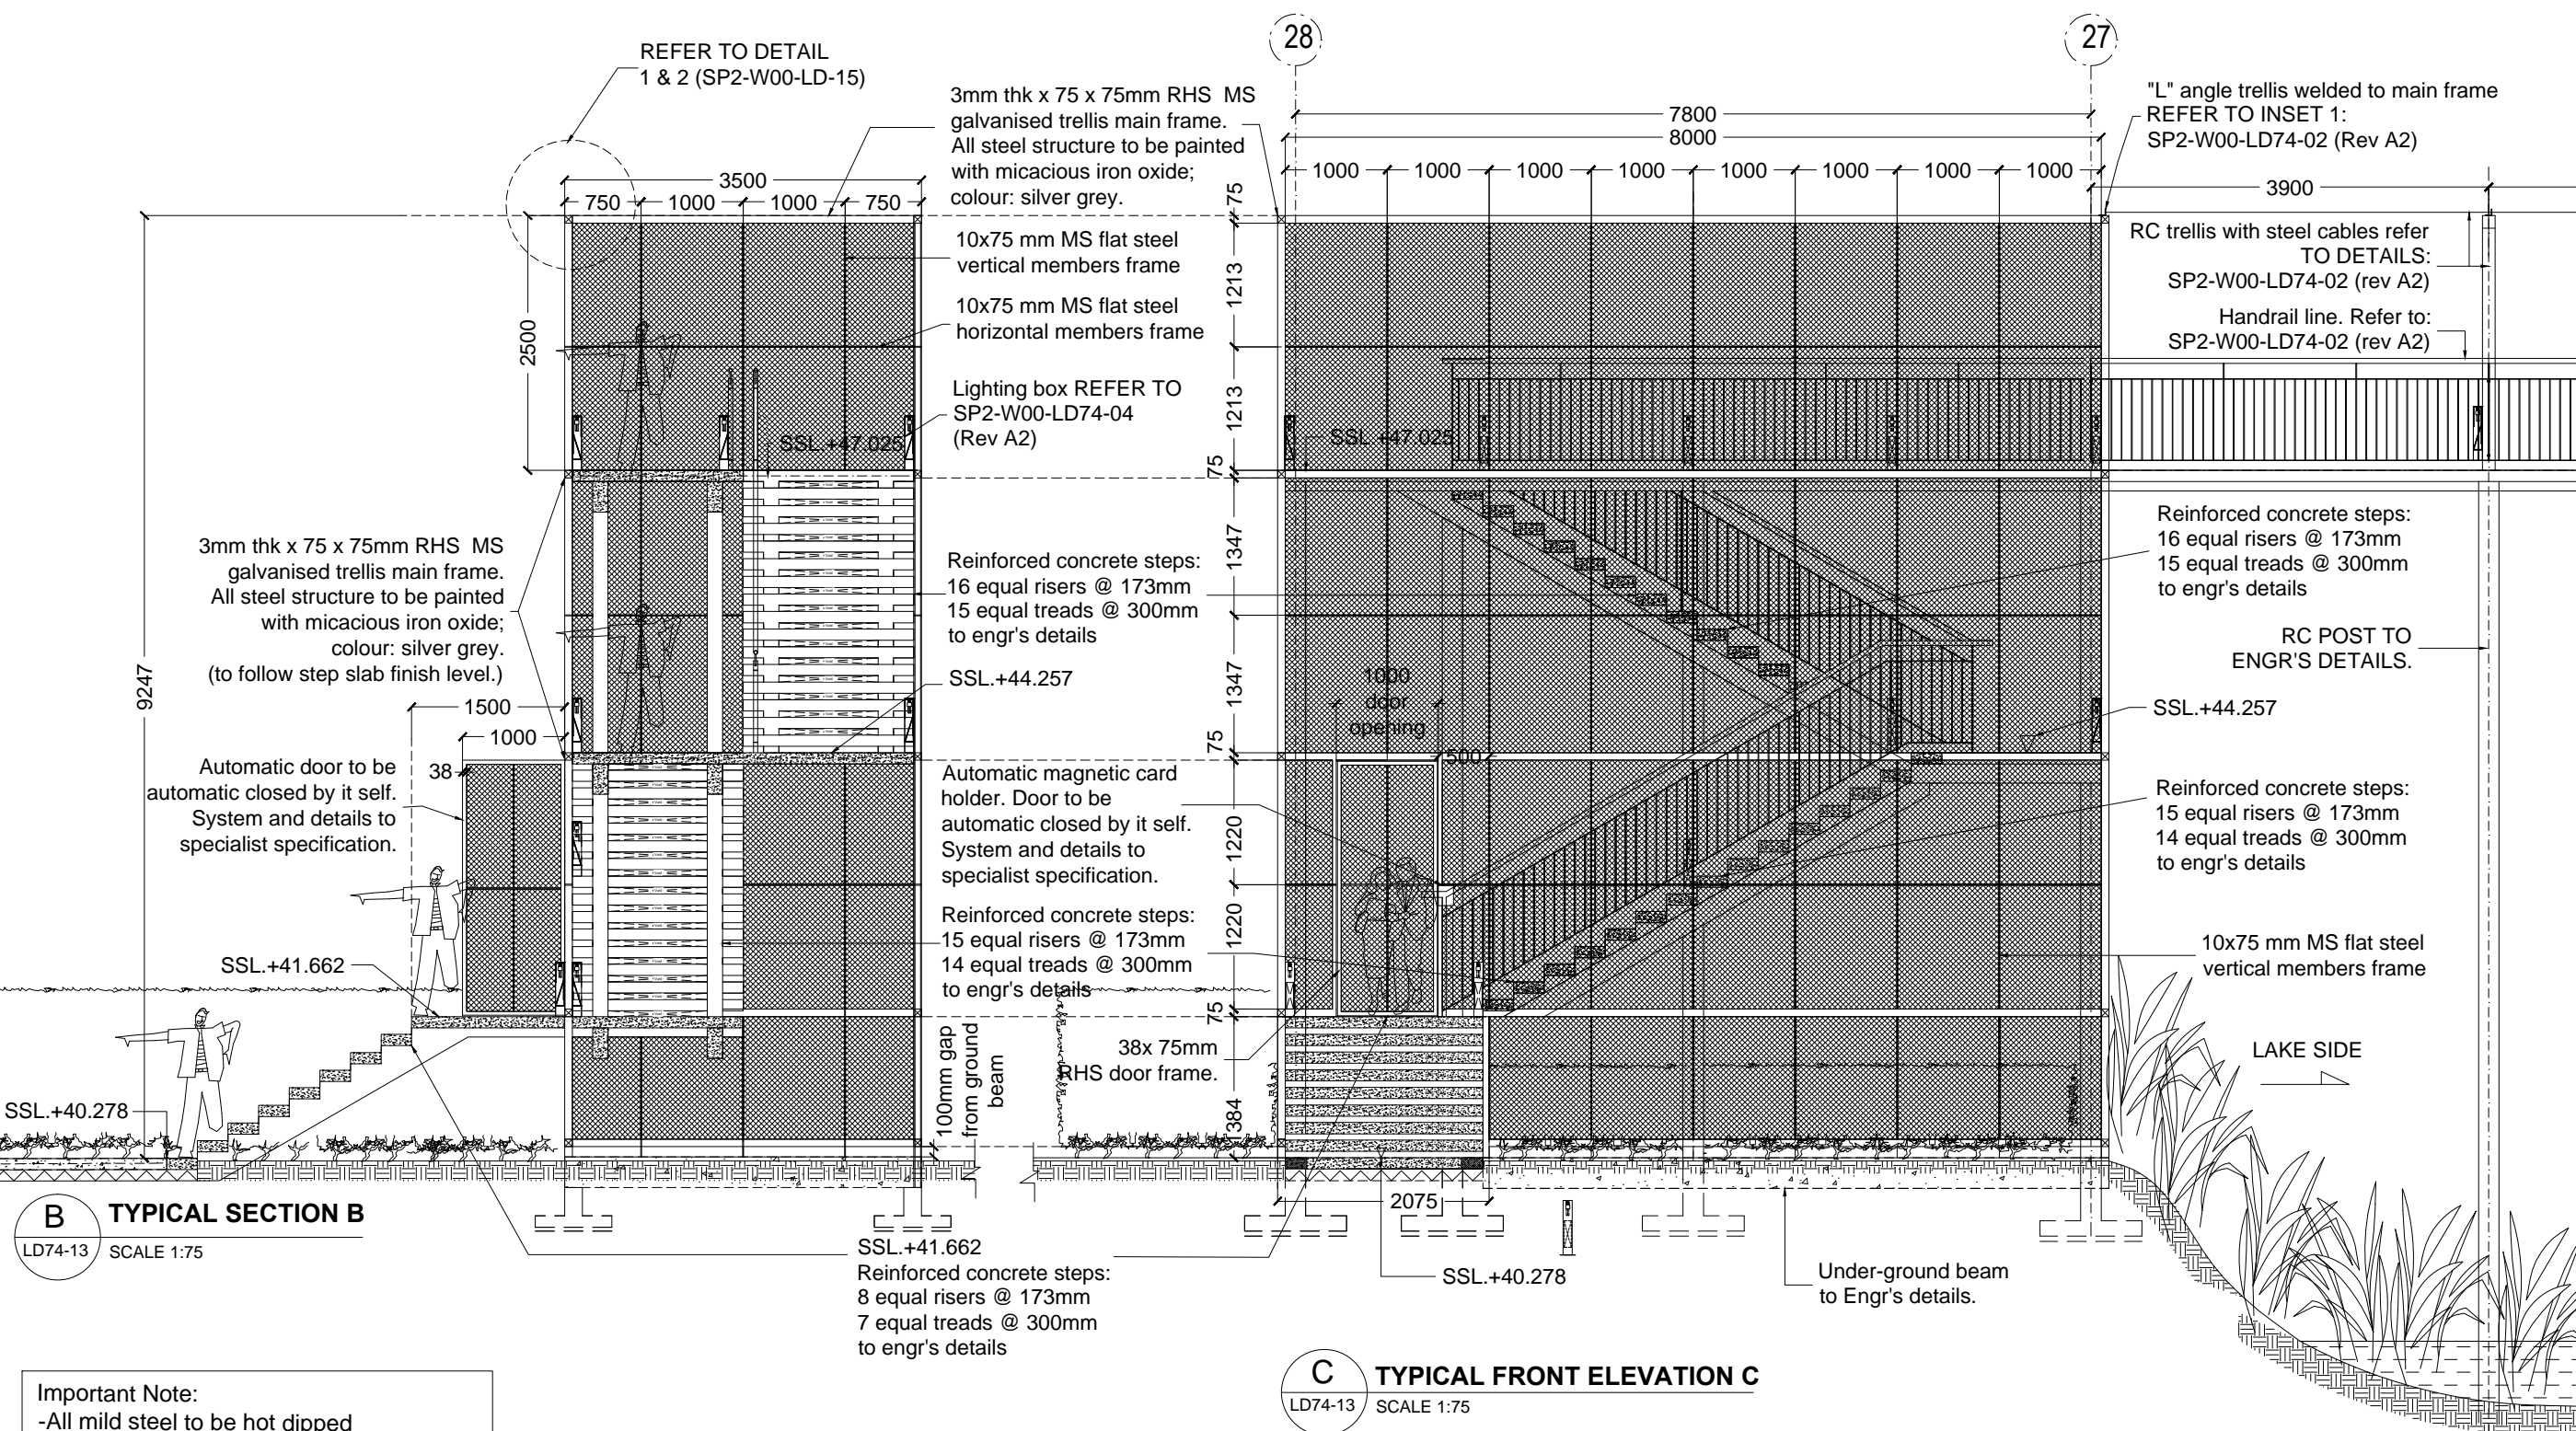 28
27
REFER TO DETAIL
1 & 2 (SP2-W00-LD-15)
3mm thk x 75 x 75mm RHS MS
galvanised trellis main frame.
All steel structure to be painted
with micacious iron oxide;
colour: silver grey.
"L" angle trellis welded to main frame
REFER TO INSET 1:
SP2-W00-LD74-02 (Rev A2)
7800
8000
1000 1000 1000 1000 1000 1000 1000 1000
3900
3500
750 1000 1000 750
75
1213
1213
75
1347
1347
75
1220
1220
75
1384
2500
9247
10x75 mm MS flat steel
vertical members frame
10x75 mm MS flat steel
horizontal members frame
Lighting box REFER TO
SP2-W00-LD74-04
(Rev A2)
RC trellis with steel cables refer
TO DETAILS:
SP2-W00-LD74-02 (rev A2)
Handrail line. Refer to:
SP2-W00-LD74-02 (rev A2)
SSL.+47.025
SSL.+47.025
3mm thk x 75 x 75mm RHS MS
galvanised trellis main frame.
All steel structure to be painted
with micacious iron oxide;
colour: silver grey.
(to follow step slab finish level.)
Reinforced concrete steps:
16 equal risers @ 173mm
15 equal treads @ 300mm
to engr's details
Reinforced concrete steps:
16 equal risers @ 173mm
15 equal treads @ 300mm
to engr's details
RC POST TO
ENGR'S DETAILS.
SSL.+44.257
SSL.+44.257
1000
door
opening
500
1500
1000
38
Automatic door to be
automatic closed by it self.
System and details to
specialist specification.
Automatic magnetic card
holder. Door to be
automatic closed by it self.
System and details to
specialist specification.
Reinforced concrete steps:
15 equal risers @ 173mm
14 equal treads @ 300mm
to engr's details
Reinforced concrete steps:
15 equal risers @ 173mm
14 equal treads @ 300mm
to engr's details
10x75 mm MS flat steel
vertical members frame
SSL.+41.662
SSL.+40.278
100mm gap
from ground
beam
38x 75mm
RHS door frame.
LAKE SIDE
2075
B
LD74-13
TYPICAL SECTION B
SCALE 1:75
SSL.+41.662
Reinforced concrete steps:
8 equal risers @ 173mm
7 equal treads @ 300mm
to engr's details
SSL.+40.278
Under-ground beam
to Engr's details.
C
LD74-13
TYPICAL FRONT ELEVATION C
SCALE 1:75
Important Note:
-All mild steel to be hot dipped